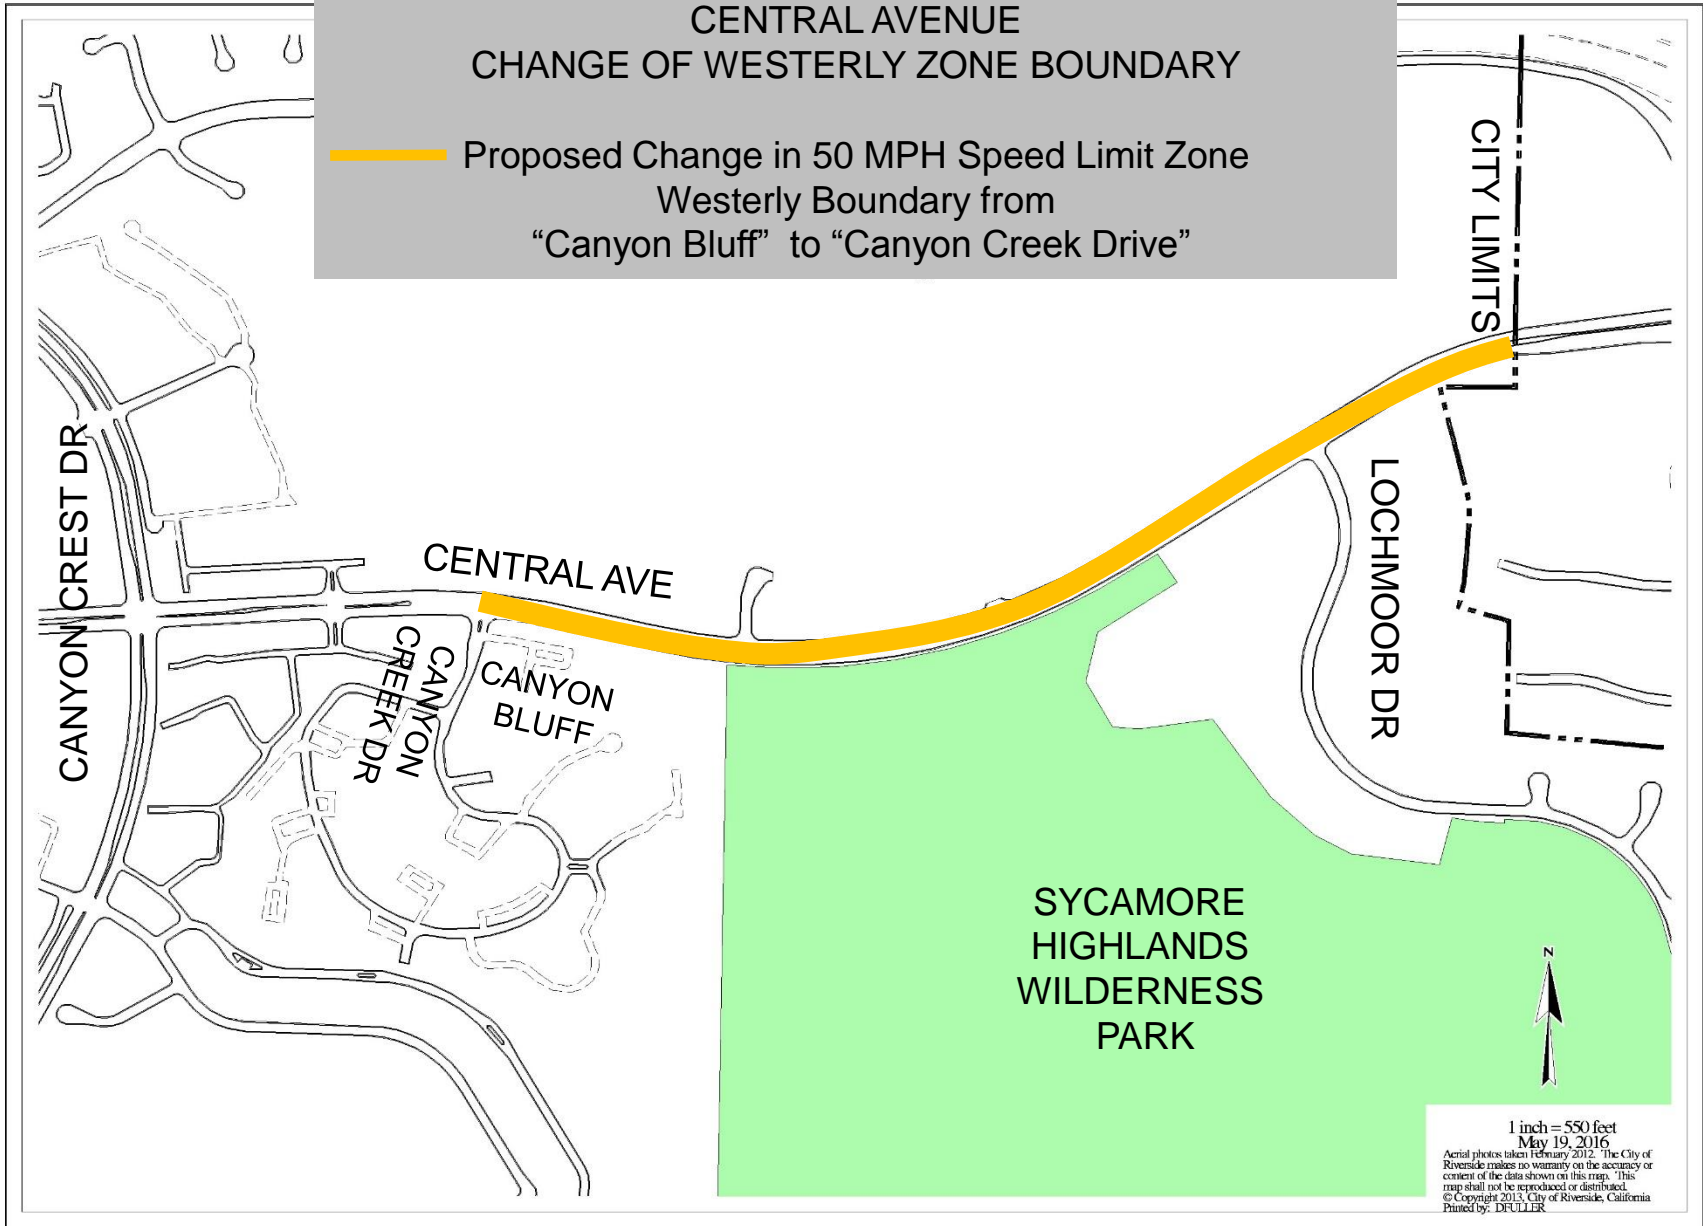 CENTRAL AVENUE
CHANGE OF WESTERLY ZONE BOUNDARY
Proposed Change in 50 MPH Speed Limit Zone
Westerly Boundary from
“Canyon Bluff” to “Canyon Creek Drive”
CITY LIMITS
CANYON CREST DR
CENTRAL AVE
CANYON
CREEK DR
CANYON
BLUFF
LOCHMOOR DR
SYCAMORE
HIGHLANDS
WILDERNESS
PARK
N
1 inch = 550 feet
May 19, 2016
Aerial photos taken February 2012. The City of
Riverside makes no warranty on the accuracy or
content of the data shown on this map. This
map shall not be reproduced or distributed.
© Copyright 2013, City of Riverside, California
Printed by: DFULLER